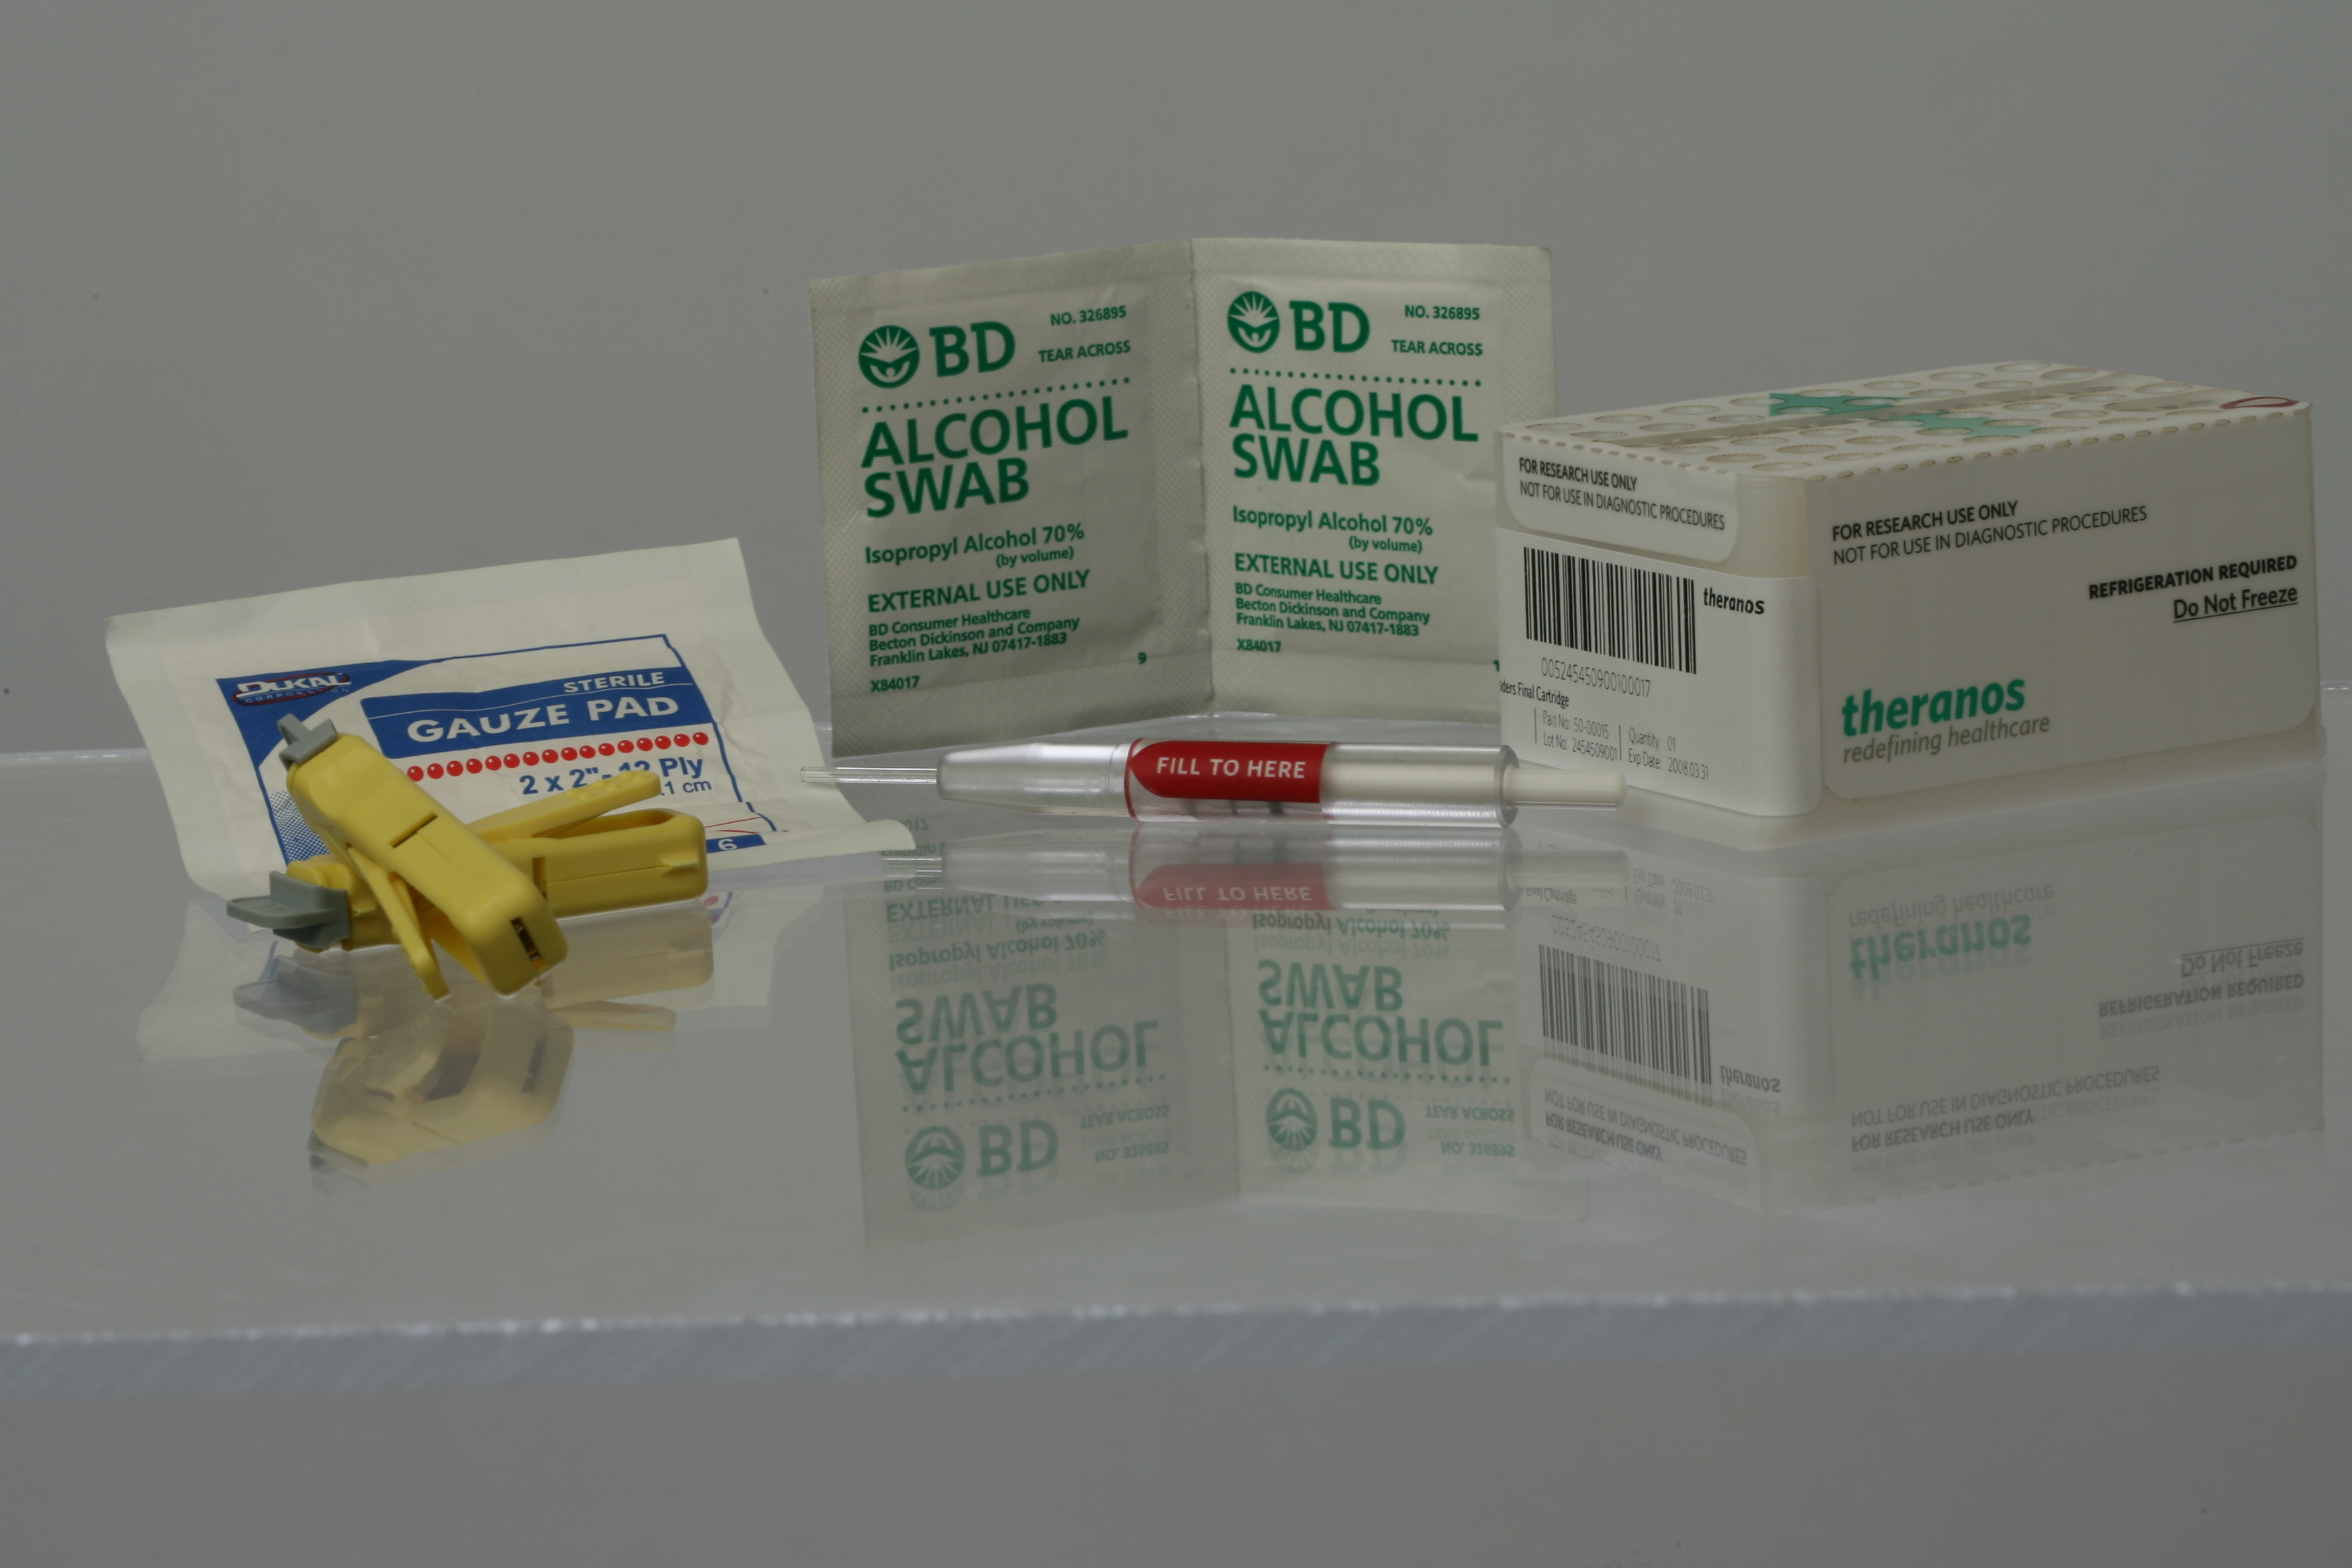 DUKAL
CORPORATION
STERILE
GAUZE PAD
2 x 2" - 12 Ply
1 cm
6
BD
NO. 326895
TEAR ACROSS
ALCOHOL
SWAB
Isopropyl Alcohol 70%
(by volume)
EXTERNAL USE ONLY
BD Consumer Healthcare
Becton Dickinson and Company
Franklin Lakes, NJ 07417-1883
X84017
9
BD
NO. 326895
TEAR ACROSS
ALCOHOL
SWAB
Isopropyl Alcohol 70%
(by volume)
EXTERNAL USE ONLY
BD Consumer Healthcare
Becton Dickinson and Company
Franklin Lakes, NJ 07417-1883
X84017
FILL TO HERE
FOR RESEARCH USE ONLY
NOT FOR USE IN DIAGNOSTIC PROCEDURES
theranos
005245450900100017
Final Cartridge
Part No: 50-00015
Quantity: 01
Lot No: 2454509001
Exp Date: 2008.03.31
FOR RESEARCH USE ONLY
NOT FOR USE IN DIAGNOSTIC PROCEDURES
REFRIGERATION REQUIRED
Do Not Freeze
theranos
redefining healthcare